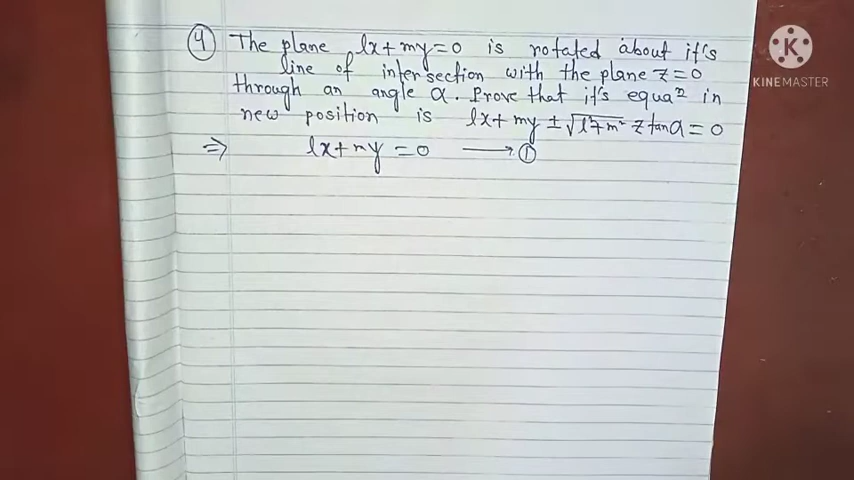 4 The plane lx+my=0 is rotated about it's
line of intersection with the plane z=0
through an angle α. Prove that it's equaⁿ in
new position is lx+my ± √l²+m² z tanα = 0
⇒ lx+my = 0 ⟶ ①
K
KINEMASTER